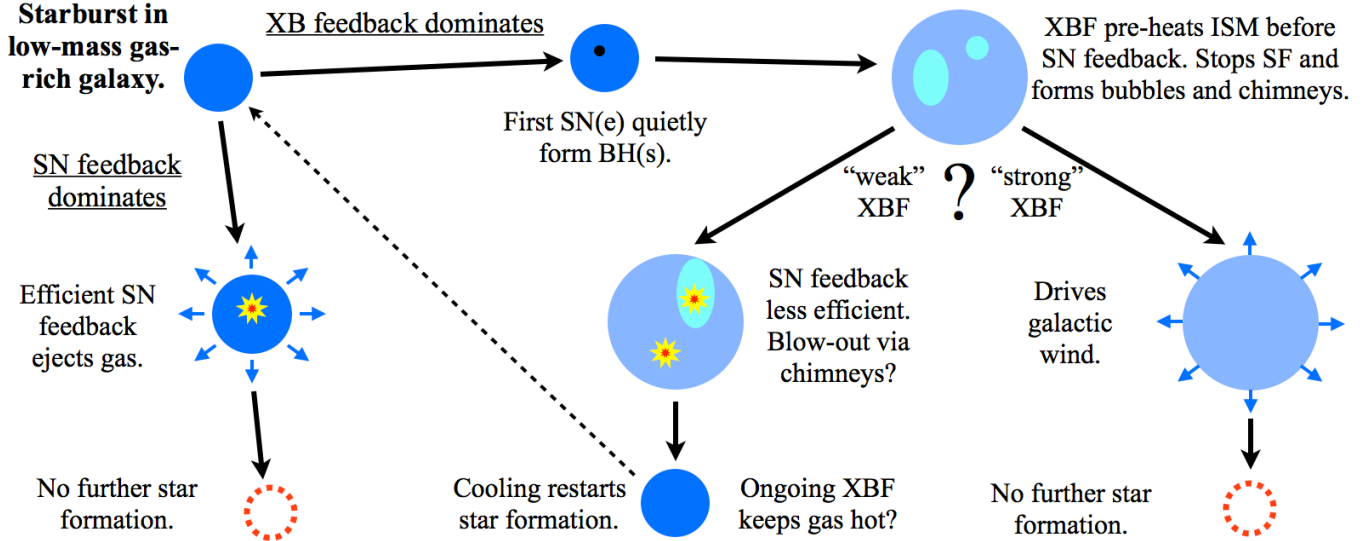 Starburst in
low-mass gas-
rich galaxy.
XB feedback dominates
First SN(e) quietly
form BH(s).
XBF pre-heats ISM before
SN feedback. Stops SF and
forms bubbles and chimneys.
SN feedback
dominates
“weak”
XBF
?
“strong”
XBF
Efficient SN
feedback
ejects gas.
SN feedback
less efficient.
Blow-out via
chimneys?
Drives
galactic
wind.
No further star
formation.
Cooling restarts
star formation.
Ongoing XBF
keeps gas hot?
No further star
formation.